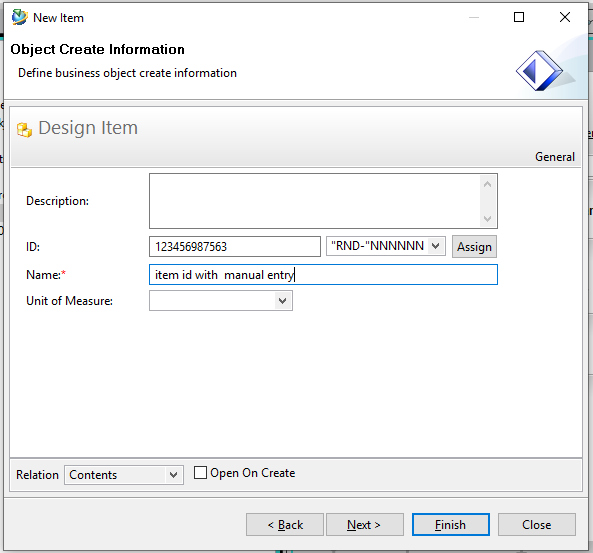 New Item
Object Create Information
Define business object create information
Design Item
General
Description:
ID: 123456987563 "RND-"NNNNNN Assign
Name:* item id with  manual entry
Unit of Measure:
Relation Contents Open On Create
< Back Next > Finish Close